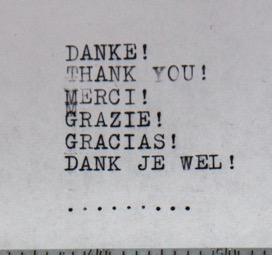 DANKE!
THANK YOU!
MERCI!
GRAZIE!
GRACIAS!
DANK JE WEL!
.........